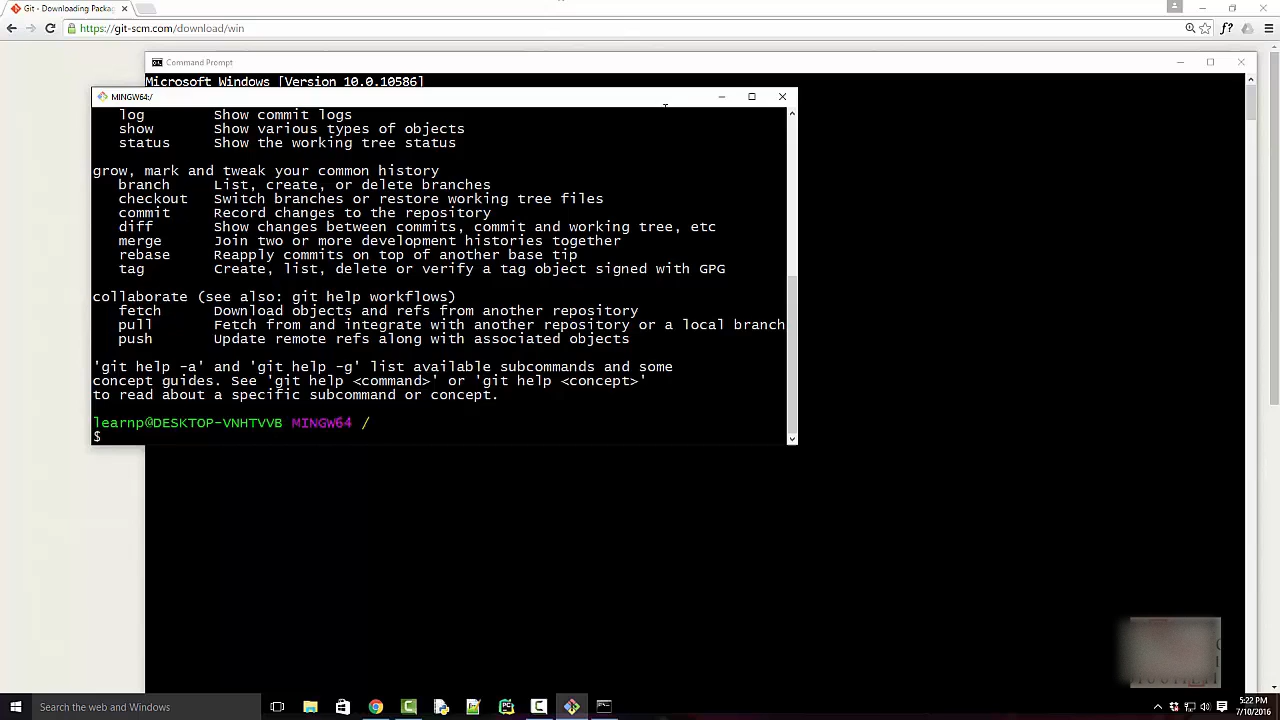 Git - Downloading Packag
https://git-scm.com/download/win
Command Prompt
Microsoft Windows [Version 10.0.10586]
MINGW64:/
log Show commit logs
show Show various types of objects
status Show the working tree status
grow, mark and tweak your common history
branch List, create, or delete branches
checkout Switch branches or restore working tree files
commit Record changes to the repository
diff Show changes between commits, commit and working tree, etc
merge Join two or more development histories together
rebase Reapply commits on top of another base tip
tag Create, list, delete or verify a tag object signed with GPG
collaborate (see also: git help workflows)
fetch Download objects and refs from another repository
pull Fetch from and integrate with another repository or a local branch
push Update remote refs along with associated objects
'git help -a' and 'git help -g' list available subcommands and some
concept guides. See 'git help <command>' or 'git help <concept>'
to read about a specific subcommand or concept.
learnp@DESKTOP-VNHTVVB MINGW64 /
$
Search the web and Windows
5:22 PM
7/10/2016